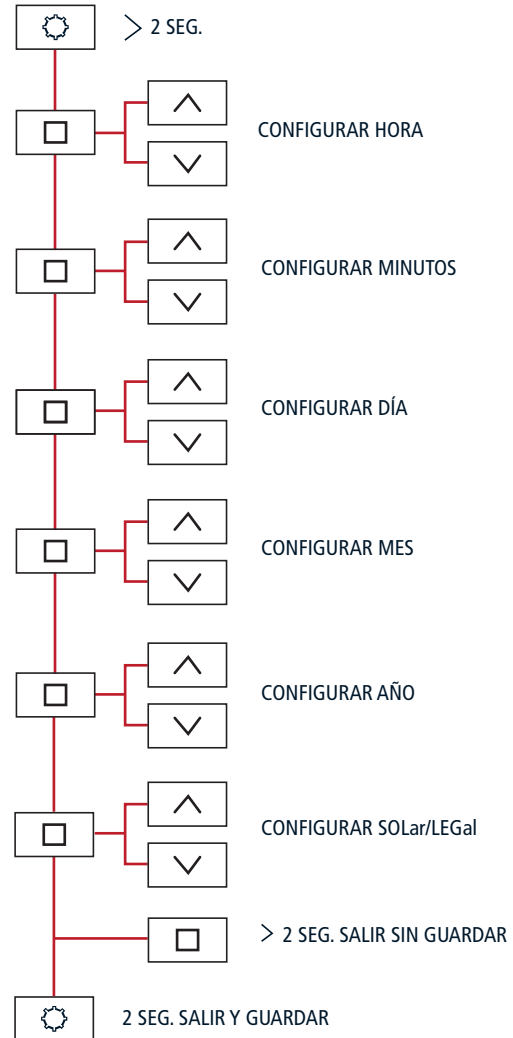 > 2 SEG.
CONFIGURAR HORA
CONFIGURAR MINUTOS
CONFIGURAR DÍA
CONFIGURAR MES
CONFIGURAR AÑO
CONFIGURAR SOLar/LEGal
> 2 SEG. SALIR SIN GUARDAR
2 SEG. SALIR Y GUARDAR